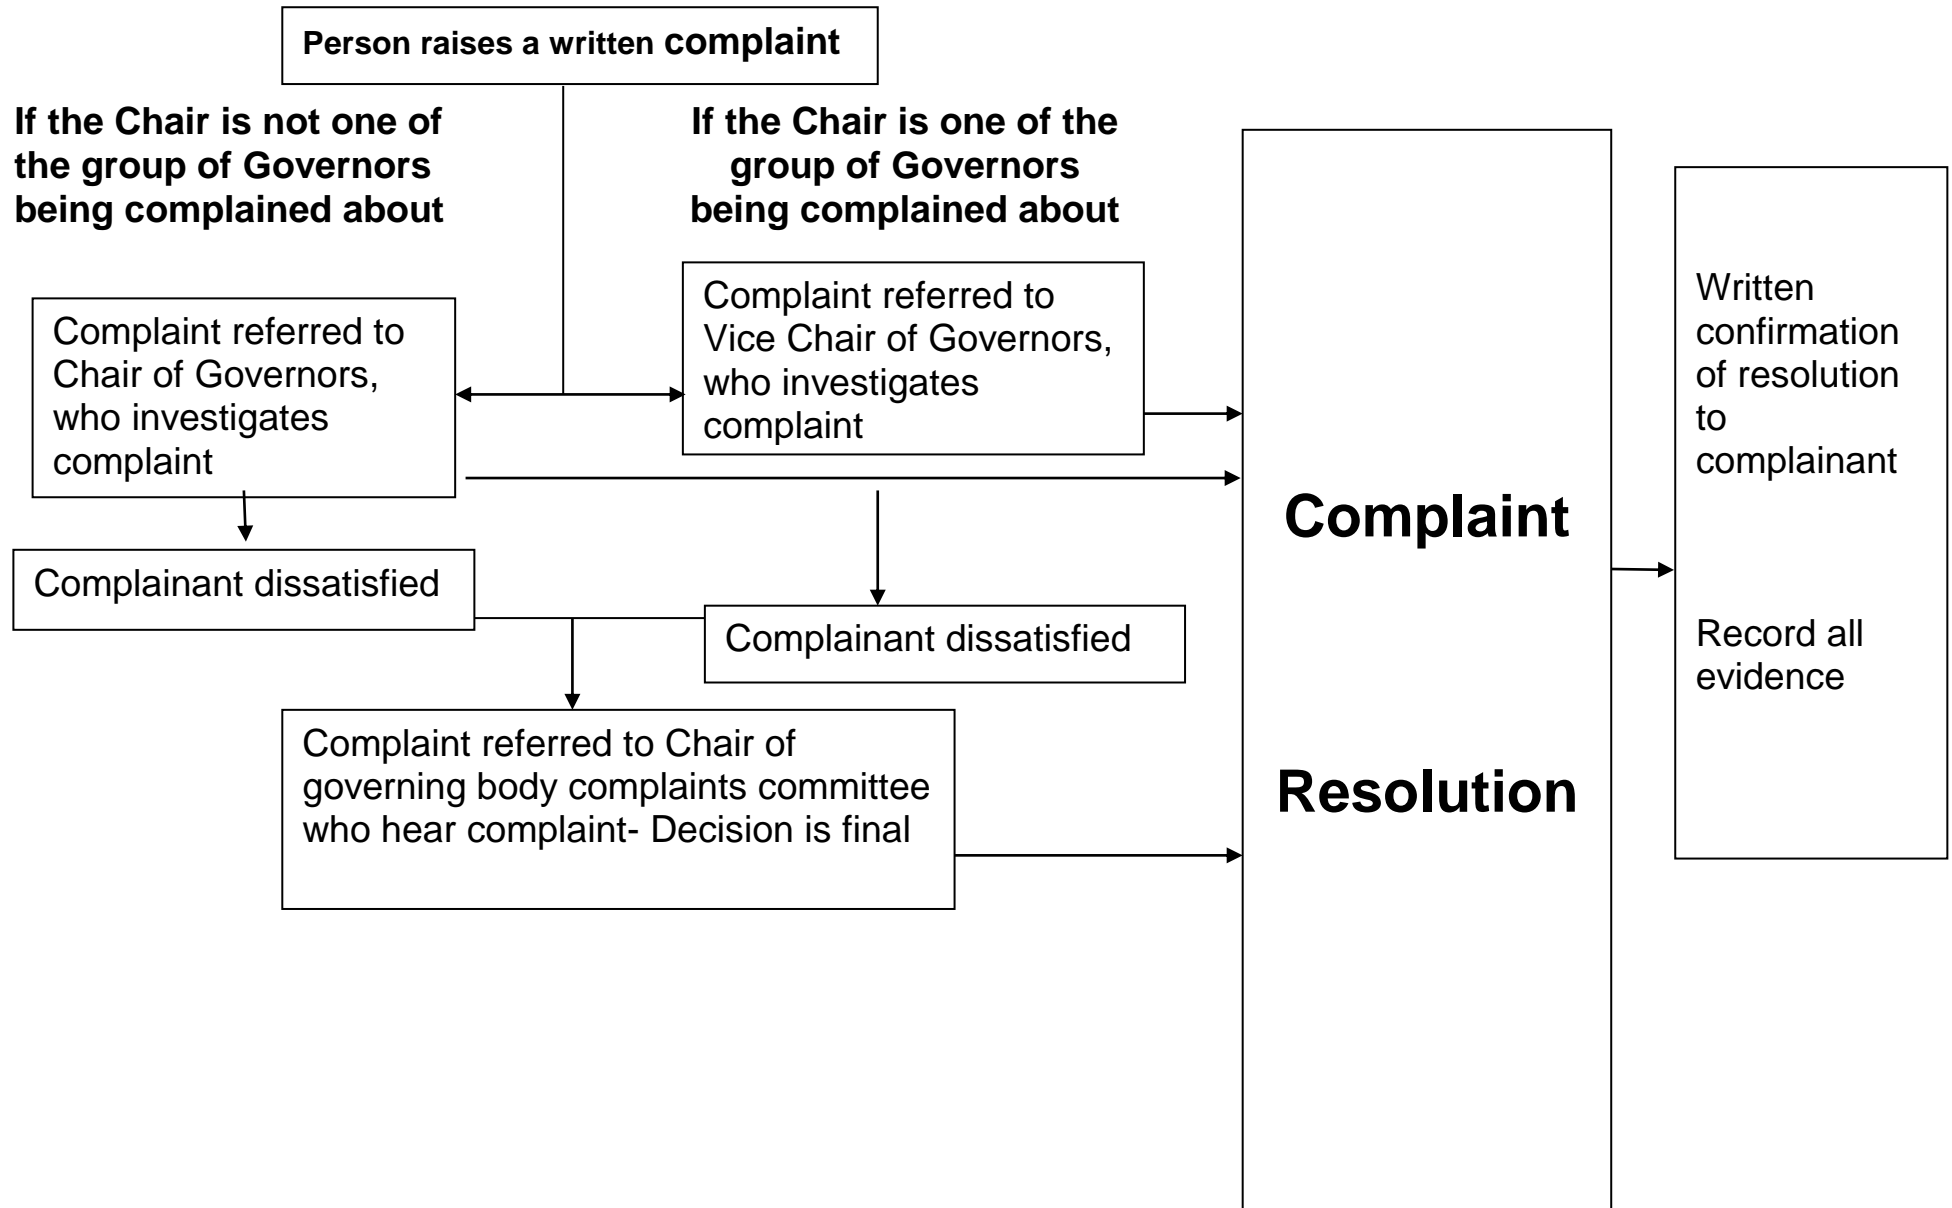 Person raises a written complaint
If the Chair is not one of
the group of Governors
being complained about
If the Chair is one of the
group of Governors
being complained about
Complaint referred to
Chair of Governors,
who investigates
complaint
Complaint referred to
Vice Chair of Governors,
who investigates
complaint
Complainant dissatisfied
Complainant dissatisfied
Complaint referred to Chair of
governing body complaints committee
who hear complaint- Decision is final
Complaint
Resolution
Written
confirmation
of resolution
to
complainant
Record all
evidence